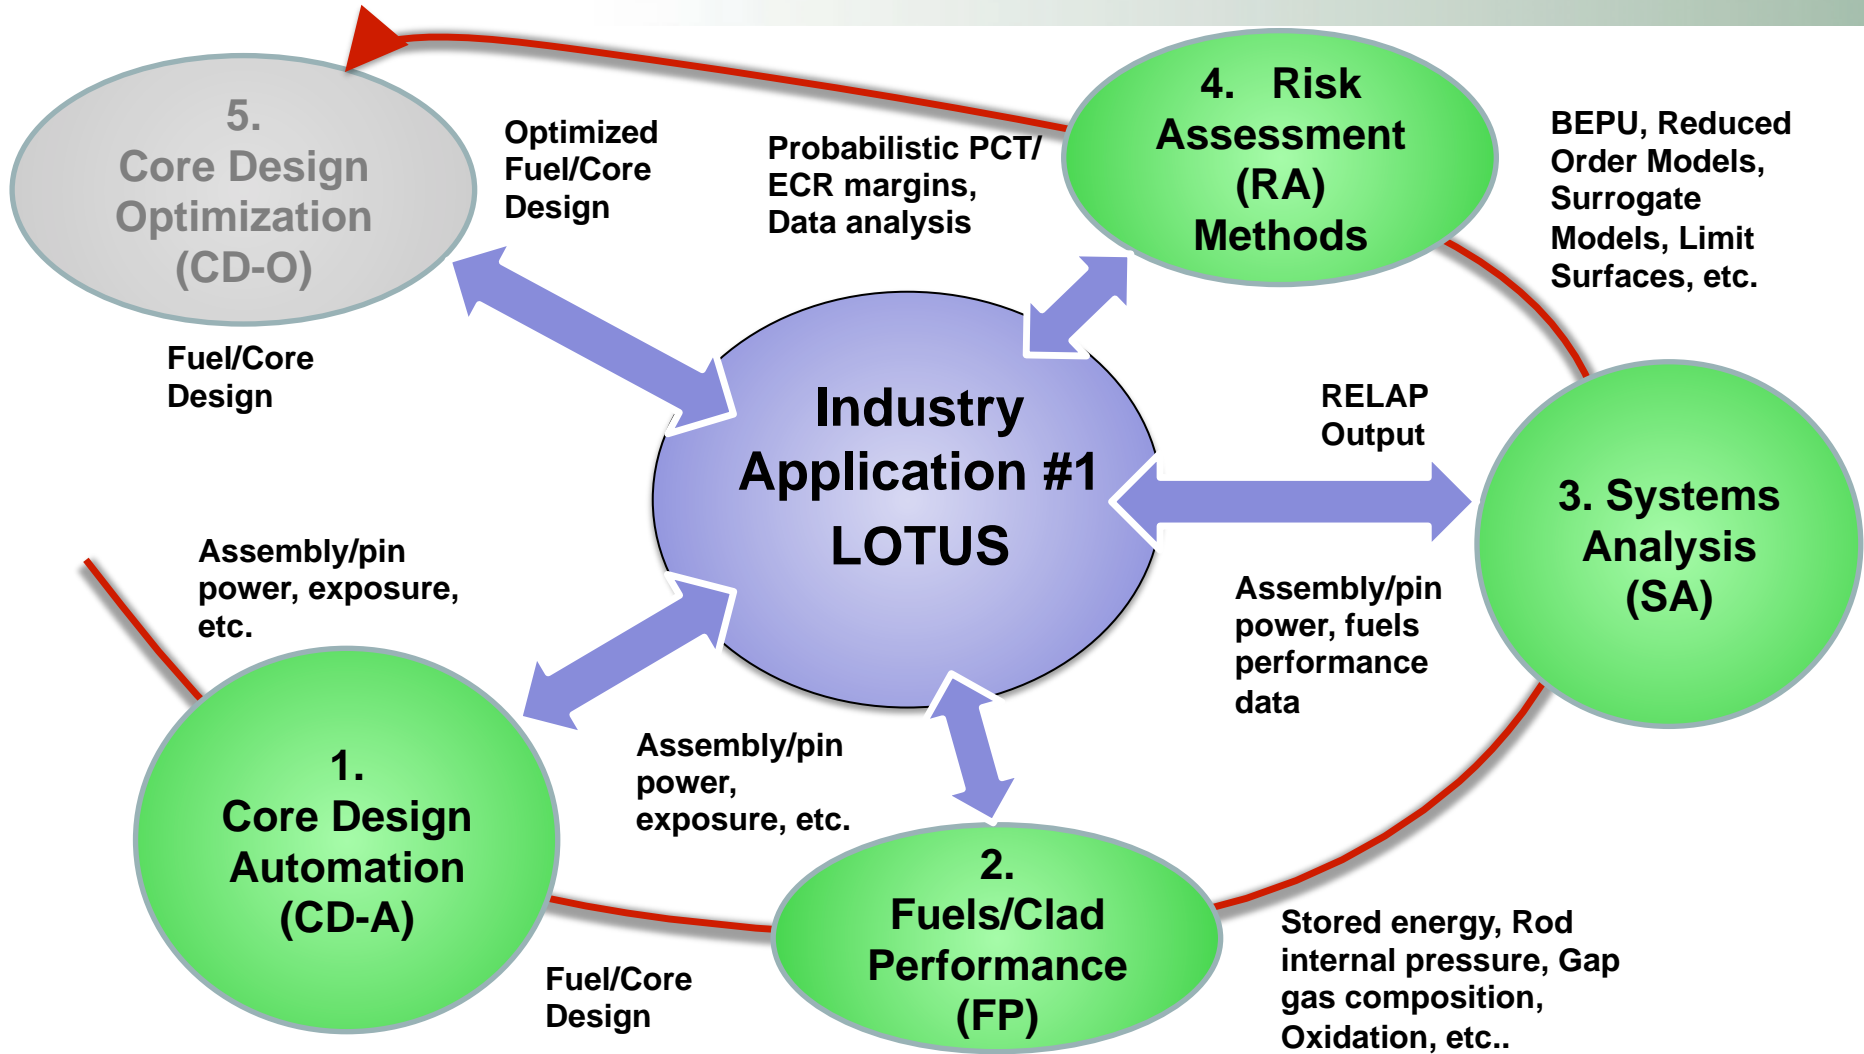 5.
Core Design
Optimization
(CD-O)
Optimized
Fuel/Core
Design
Probabilistic PCT/
ECR margins,
Data analysis
4. Risk
Assessment
(RA)
Methods
BEPU, Reduced
Order Models,
Surrogate
Models, Limit
Surfaces, etc.
Fuel/Core
Design
Industry
Application #1
LOTUS
RELAP
Output
3. Systems
Analysis
(SA)
Assembly/pin
power, exposure,
etc.
Assembly/pin
power, fuels
performance
data
1.
Core Design
Automation
(CD-A)
Assembly/pin
power,
exposure, etc.
2.
Fuels/Clad
Performance
(FP)
Fuel/Core
Design
Stored energy, Rod
internal pressure, Gap
gas composition,
Oxidation, etc..